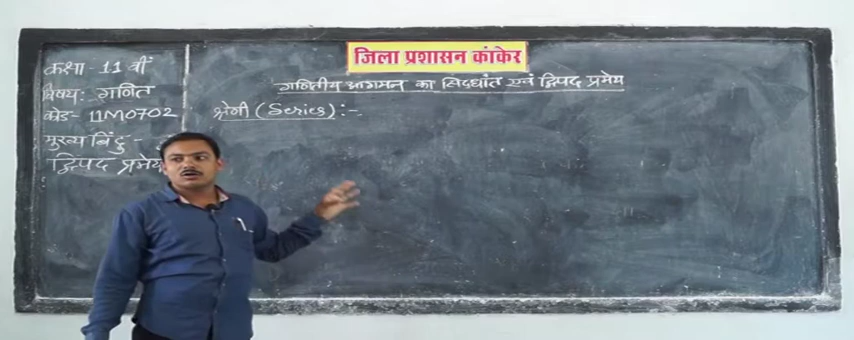 जिला प्रशासन कांकेर
गणितीय आगमन का सिद्धांत एवं द्विपद प्रमेय
कक्षा - 11 वीं
विषय: गणित
कोड- 11M0702
मुख्य बिंदु -
द्विपद प्रमेय
श्रेणी (Series) :-